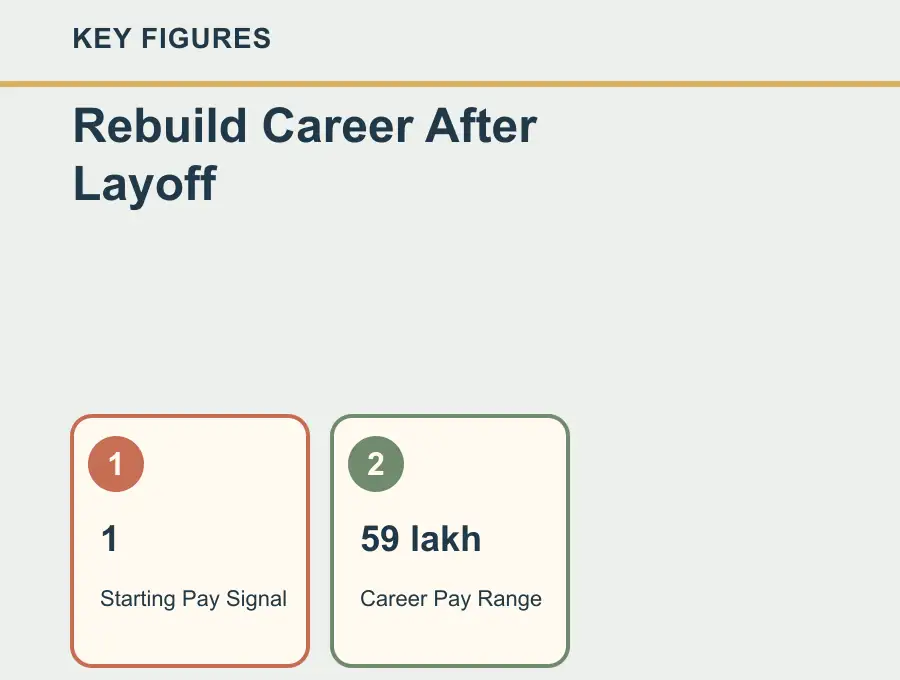 KEY FIGURES
Rebuild Career After
Layoff
1
1
Starting Pay Signal
2
59 lakh
Career Pay Range